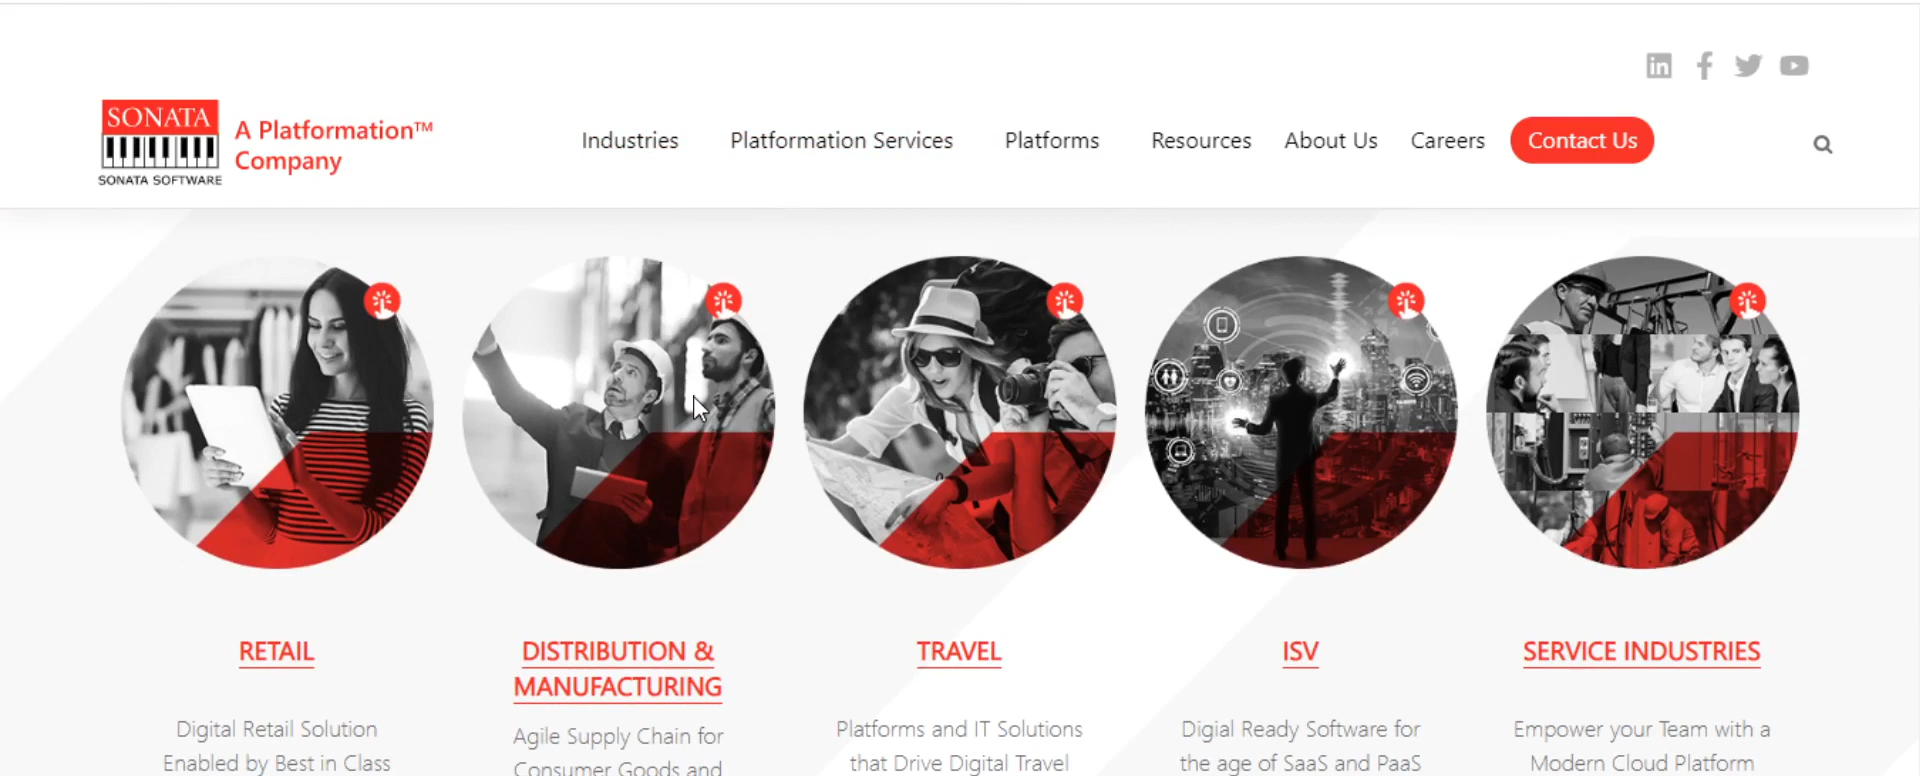 SONATA
SONATA SOFTWARE
A Platformation™
Company
Industries
Platformation Services
Platforms
Resources
About Us
Careers
Contact Us
RETAIL
Digital Retail Solution
Enabled by Best in Class
DISTRIBUTION &
MANUFACTURING
Agile Supply Chain for
Consumer Goods and
TRAVEL
Platforms and IT Solutions
that Drive Digital Travel
ISV
Digial Ready Software for
the age of SaaS and PaaS
SERVICE INDUSTRIES
Empower your Team with a
Modern Cloud Platform